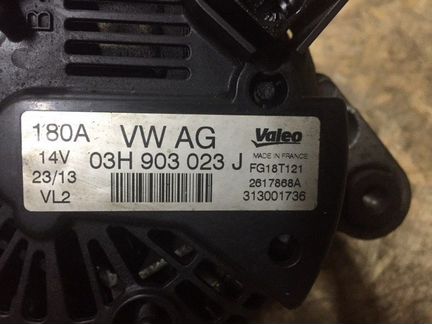 B
180A VW AG Valeo
14V 03H 903 023 J MADE IN FRANCE
23/13 FG18T121
VL2 2617868A
313001736